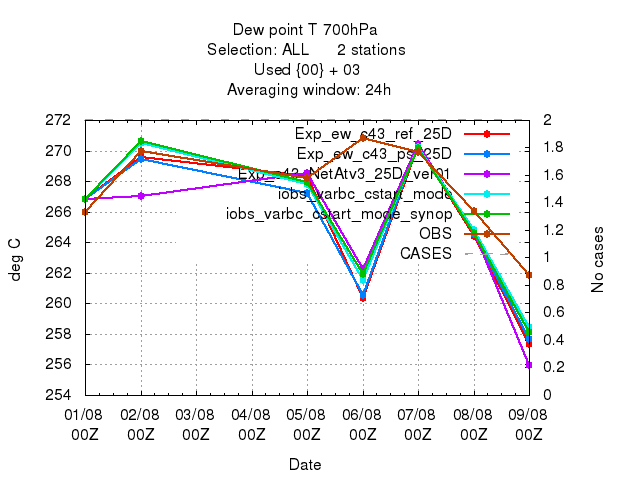 Dew point T 700hPa
Selection: ALL 2 stations
Used {00} + 03
Averaging window: 24h
272
270
268
266
264
262
260
258
256
254
deg C
2
1.8
1.6
1.4
1.2
1
0.8
0.6
0.4
0.2
0
No cases
Exp_ew_c43_ref_25D
OBS
CASES
iobs_varbc_cstart_mode
iobs_varbc_cstart_mode_synop
01/08 02/08 03/08 04/08 05/08 06/08 07/08 08/08 09/08
00Z 00Z 00Z 00Z 00Z 00Z 00Z 00Z 00Z
Date